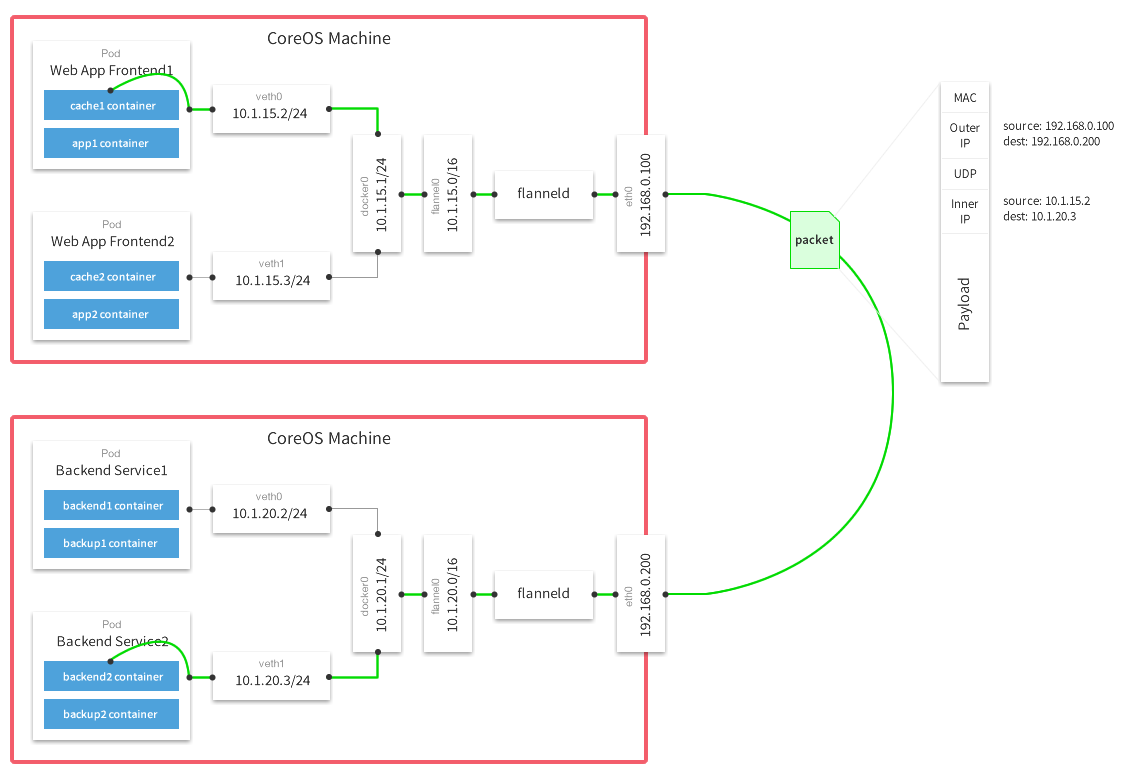 CoreOS Machine
Pod
Web App Frontend1
cache1 container
app1 container
veth0
10.1.15.2/24
Pod
Web App Frontend2
cache2 container
app2 container
veth1
10.1.15.3/24
docker0
10.1.15.1/24
flannel0
10.1.15.0/16
flanneld
eth0
192.168.0.100
packet
MAC
Outer
IP
source: 192.168.0.100
dest: 192.168.0.200
UDP
Inner
IP
source: 10.1.15.2
dest: 10.1.20.3
Payload
CoreOS Machine
Pod
Backend Service1
backend1 container
backup1 container
veth0
10.1.20.2/24
Pod
Backend Service2
backend2 container
backup2 container
veth1
10.1.20.3/24
docker0
10.1.20.1/24
flannel0
10.1.20.0/16
flanneld
eth0
192.168.0.200